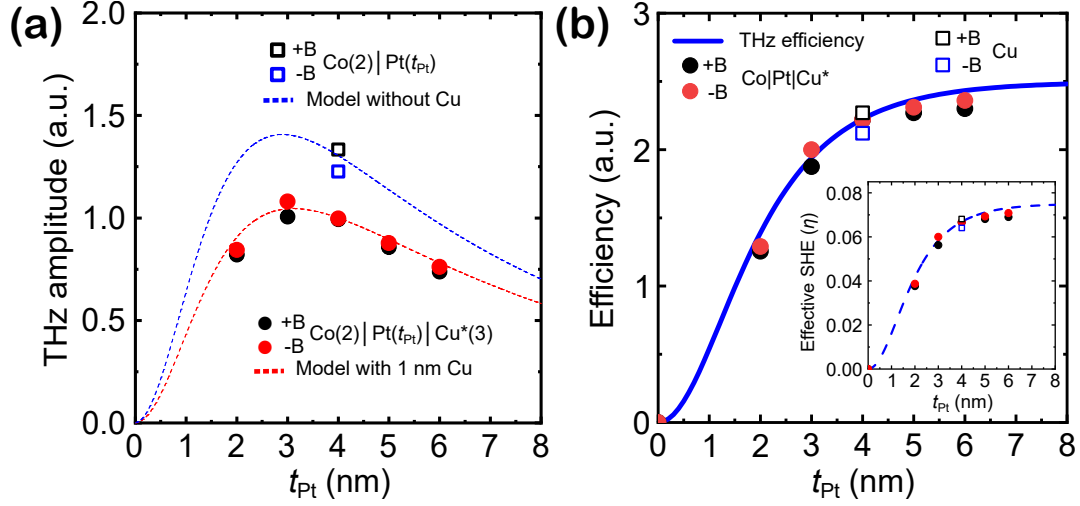 (a)
THz amplitude (a.u.)
2.0
1.5
1.0
0.5
0.0
+B
-B
Co(2)|Pt(tPt)
Model without Cu
+B
-B
Co(2)|Pt(tPt)|Cu*(3)
Model with 1 nm Cu
0 1 2 3 4 5 6 7 8
tPt (nm)
(b)
Efficiency (a.u.)
3
2
1
0
THz efficiency
+B
-B
Co|Pt|Cu*
+B
-B
Cu
Effective SHE (η)
0.08
0.06
0.04
0.02
0.00
0 1 2 3 4 5 6 7 8
tPt (nm)
0 1 2 3 4 5 6 7 8
tPt (nm)